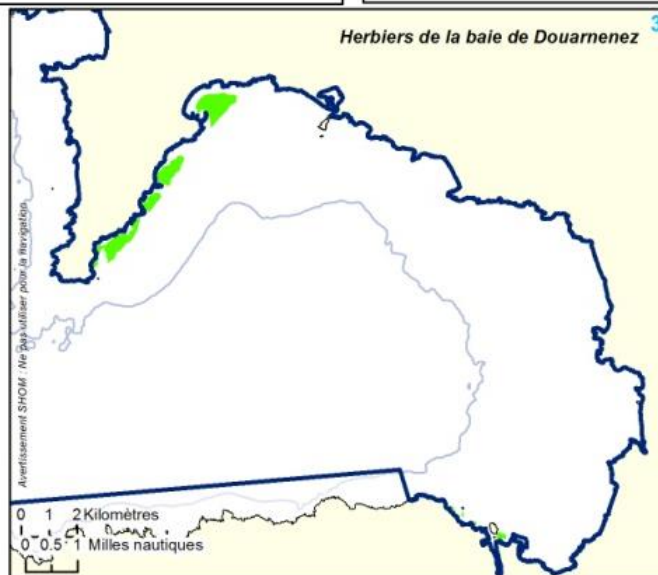 3
Herbiers de la baie de Douarnenez
Avertissement SHOM : Ne pas utiliser pour la Navigation
0 1 2 Kilomètres
0 0.5 1 Milles nautiques